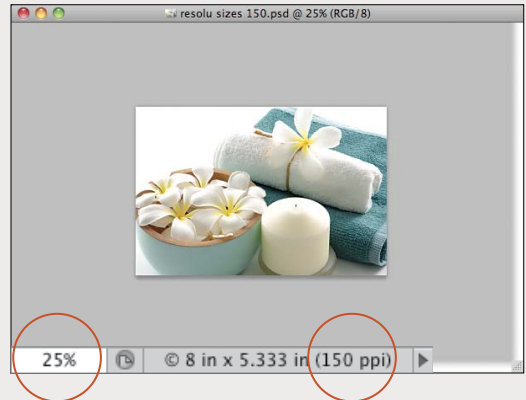 resolu sizes 150.psd @ 25% (RGB/8)
25% © 8 in x 5.333 in (150 ppi)